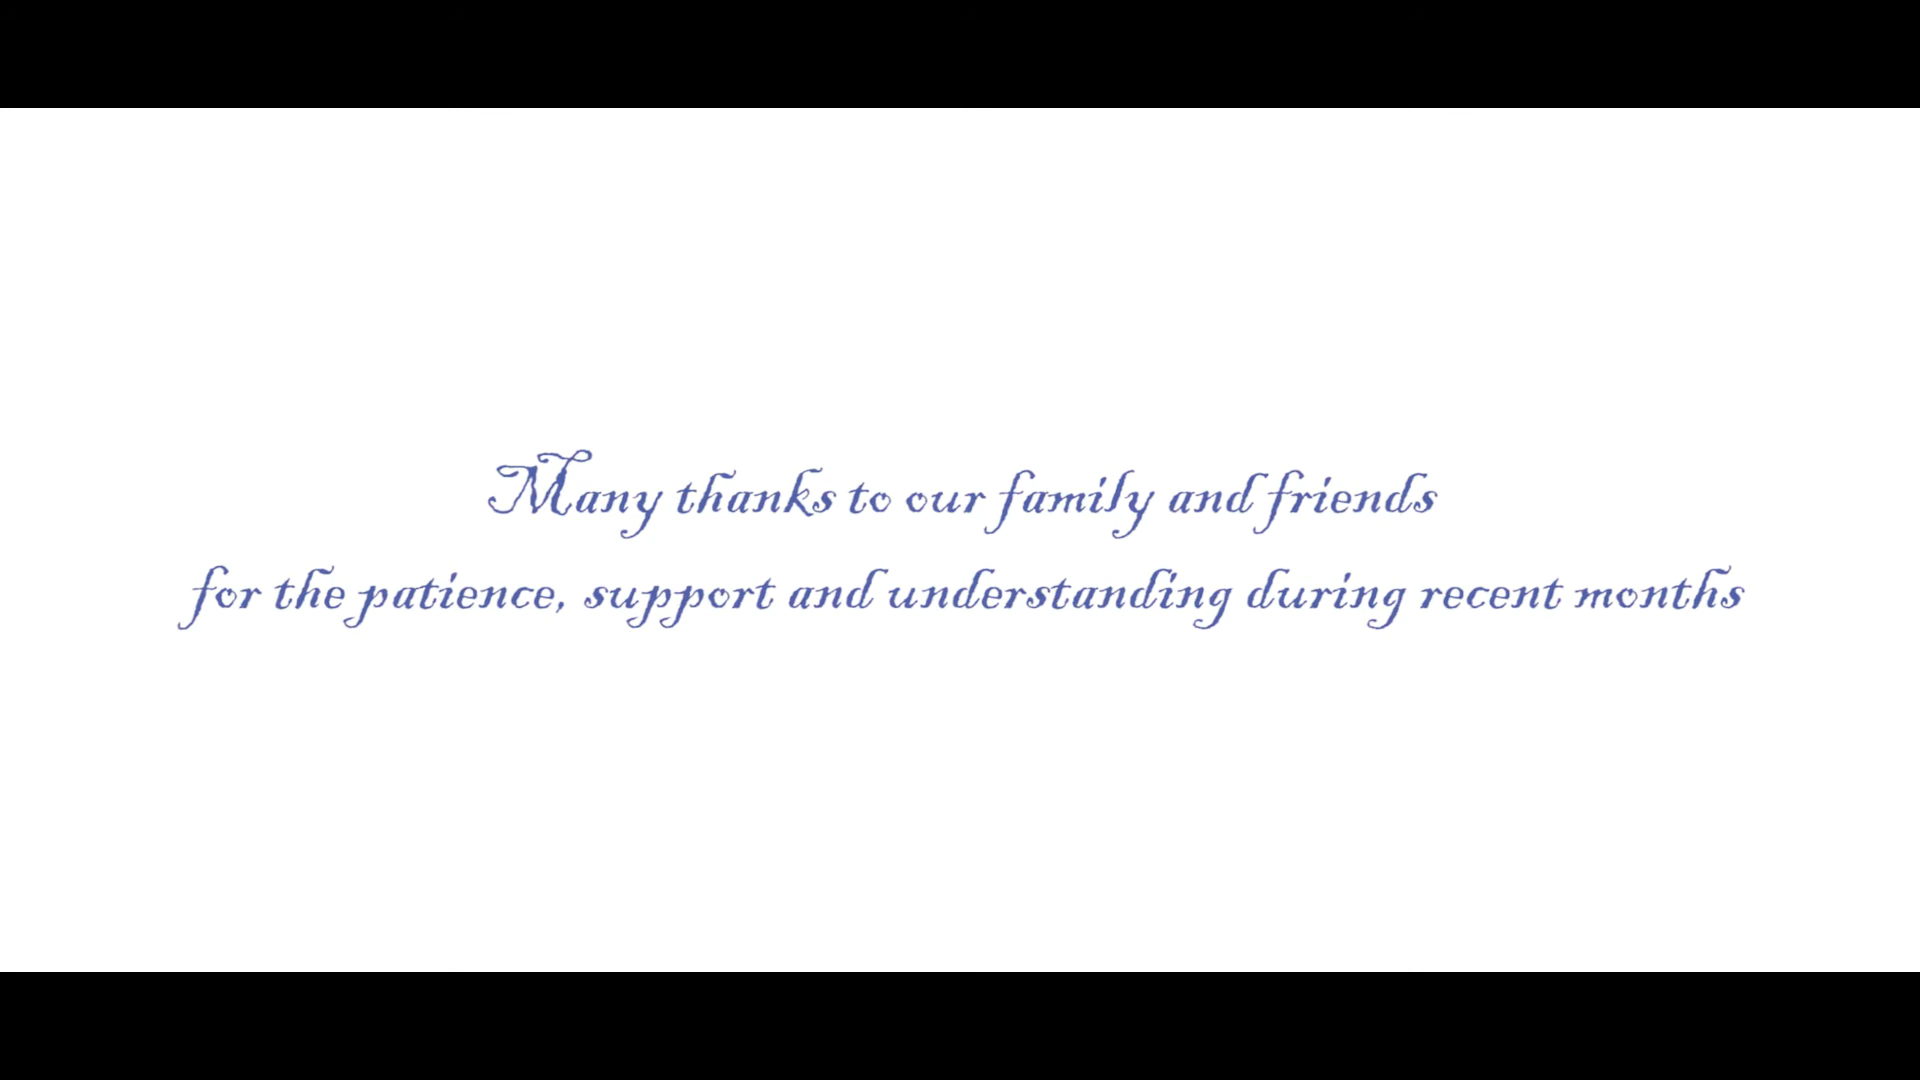 Many thanks to our family and friends
for the patience, support and understanding during recent months